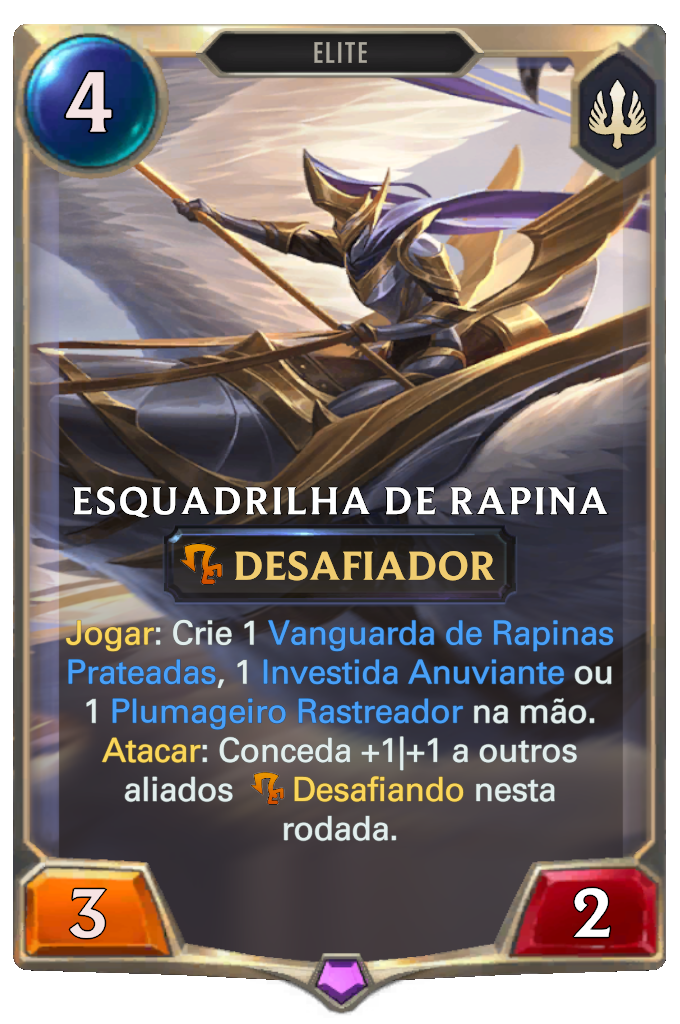 ELITE
4
ESQUADRILHA DE RAPINA
DESAFIADOR
Jogar: Crie 1 Vanguarda de Rapinas
Prateadas, 1 Investida Anuviante ou
1 Plumageiro Rastreador na mão.
Atacar: Conceda +1|+1 a outros
aliados Desafiando nesta
rodada.
3
2